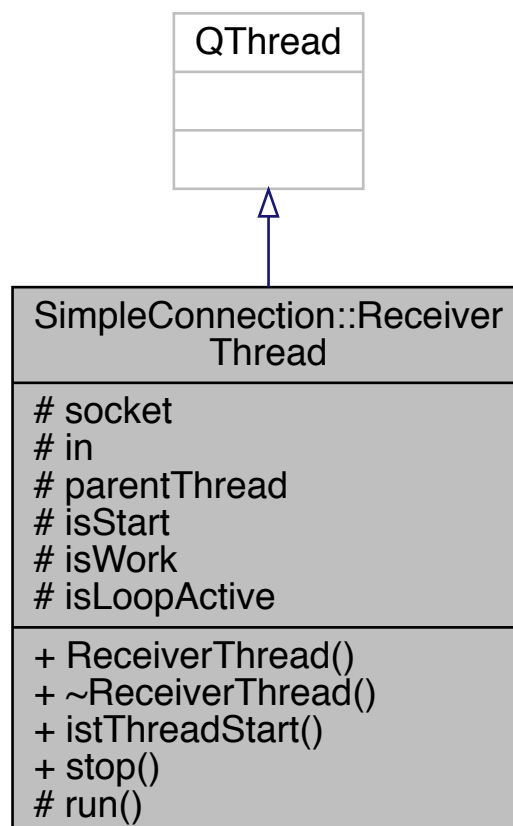 QThread
SimpleConnection::Receiver
Thread
# socket
# in
# parentThread
# isStart
# isWork
# isLoopActive
+ ReceiverThread()
+ ~ReceiverThread()
+ istThreadStart()
+ stop()
# run()